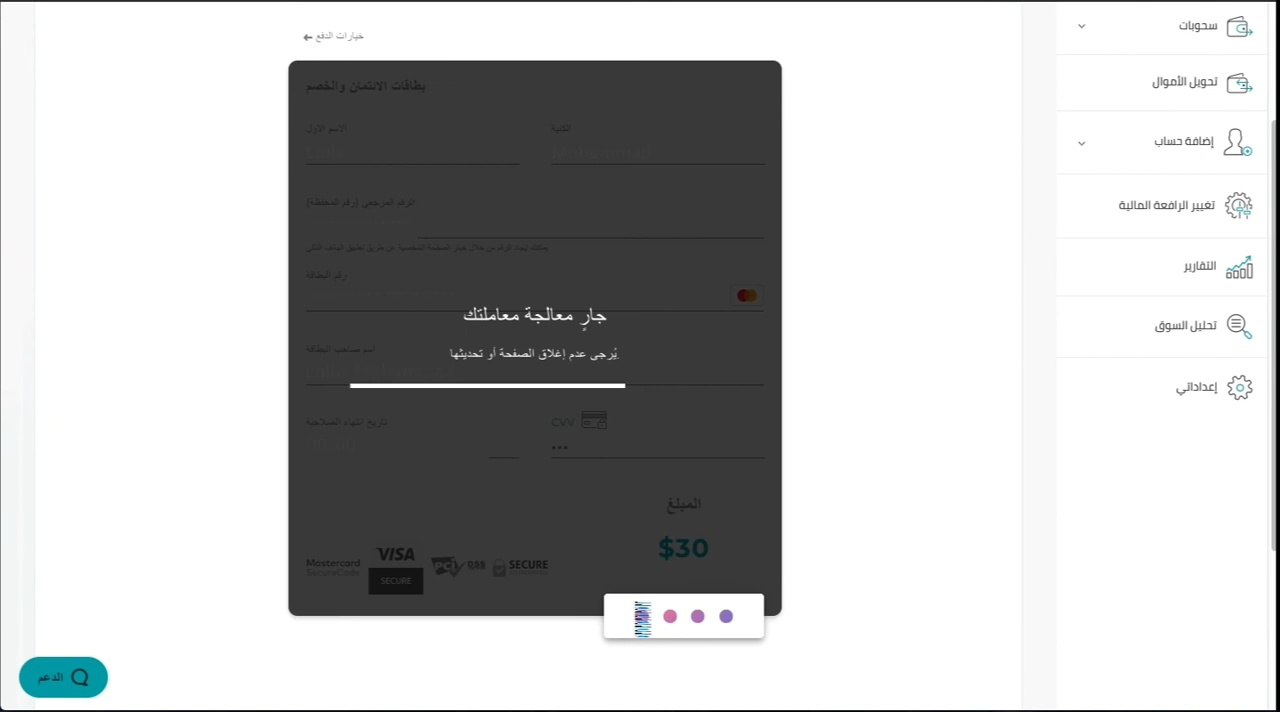 سحوبات
تحويل الأموال
إضافة حساب
تغيير الرافعة المالية
التقارير
تحليل السوق
إعداداتي
خيارات الدفع
بطاقات الائتمان والخصم
الاسم الأول
الكنية
الرقم المرجعي (رقم المحفظة)
رقم البطاقة
جارٍ معالجة معاملتك
يُرجى عدم إغلاق الصفحة أو تحديثها.
اسم صاحب البطاقة
تاريخ انتهاء الصلاحية
CVV
المبلغ
$30
Mastercard
SecureCode
VISA
SECURE
PCI DSS
SECURE
الدعم